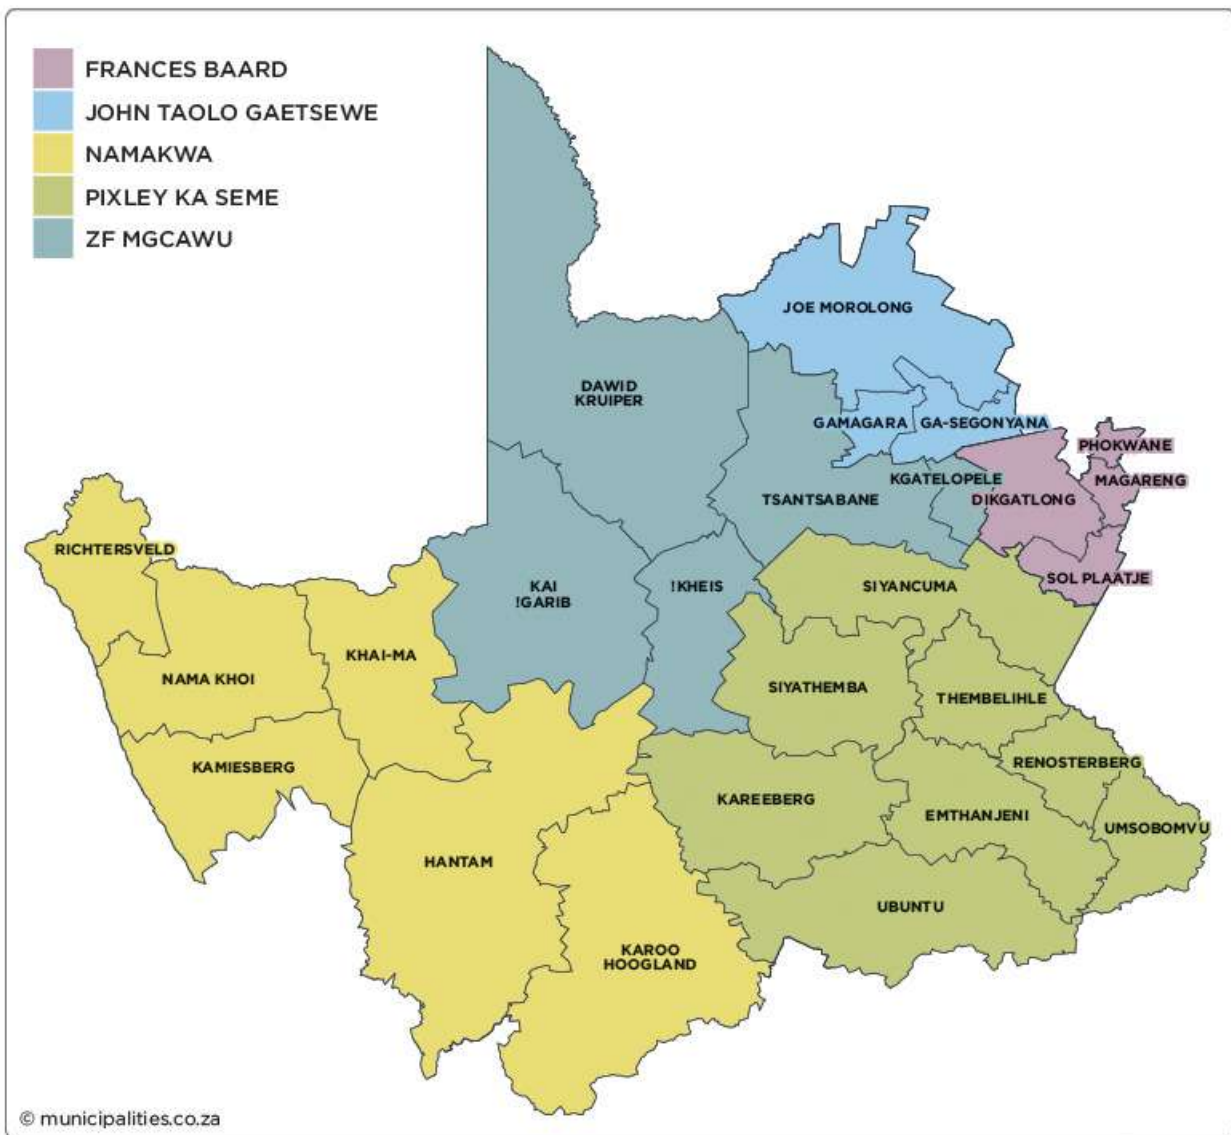 FRANCES BAARD
JOHN TAOLO GAETSEWE
NAMAKWA
PIXLEY KA SEME
ZF MGCAWU
JOE MOROLONG
DAWID
KRUIPER
GAMAGARA
GA-SEGONYANA
PHOKWANE
KGATELOPELE
MAGARENG
TSANTSABANE
DIKGATLONG
RICHTERSVELD
SOL PLAATJE
KAI
!GARIB
!KHEIS
SIYANCUMA
KHAI-MA
NAMA KHOI
SIYATHEMBA
THEMBELIHLE
KAMIESBERG
RENOSTERBERG
KAREEBERG
EMTHANJENI
UMSOBOMVU
HANTAM
UBUNTU
KAROO
HOOGLAND
© municipalities.co.za